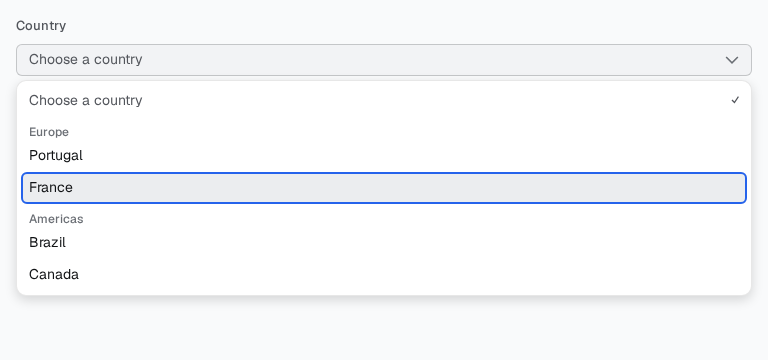 Country
Choose a country
Choose a country
Europe
Portugal
France
Americas
Brazil
Canada